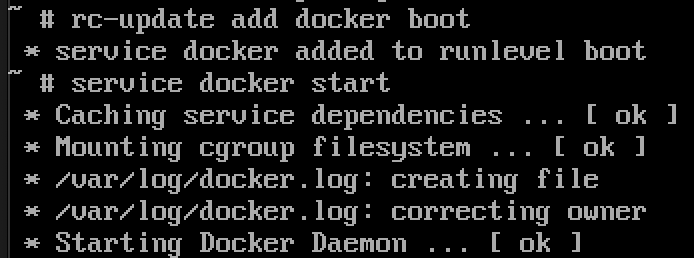 ~ # rc-update add docker boot
* service docker added to runlevel boot
~ # service docker start
* Caching service dependencies ... [ ok ]
* Mounting cgroup filesystem ... [ ok ]
* /var/log/docker.log: creating file
* /var/log/docker.log: correcting owner
* Starting Docker Daemon ... [ ok ]